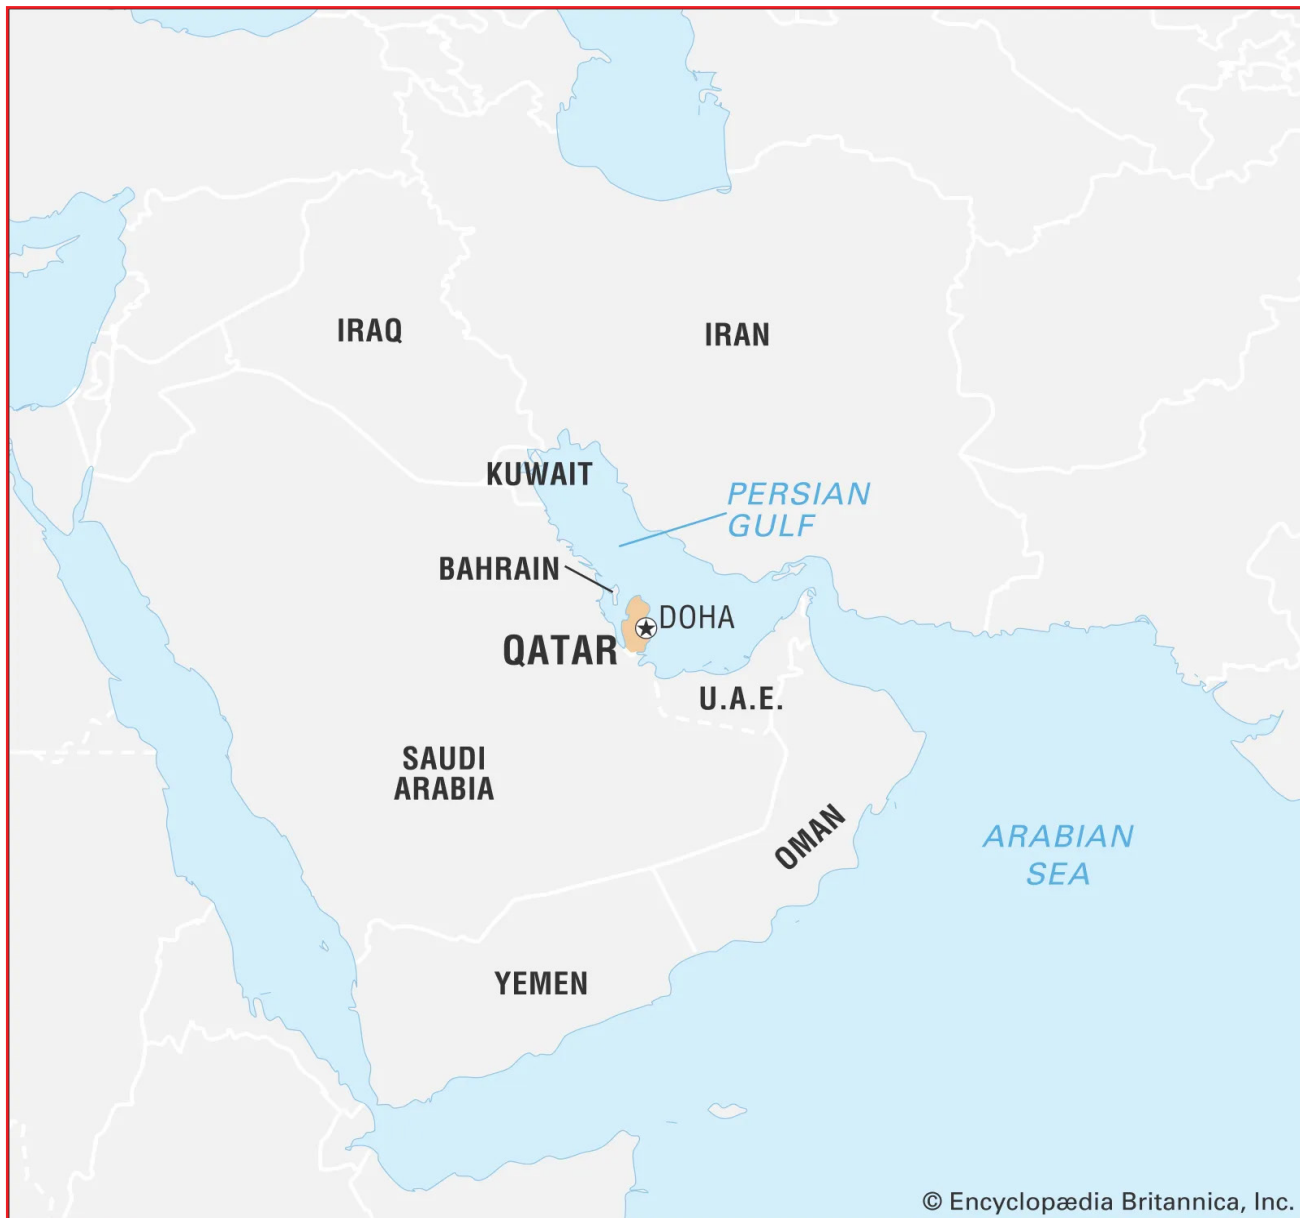 IRAQ
IRAN
KUWAIT
PERSIAN
GULF
BAHRAIN
DOHA
QATAR
U.A.E.
SAUDI
ARABIA
OMAN
ARABIAN
SEA
YEMEN
© Encyclopædia Britannica, Inc.